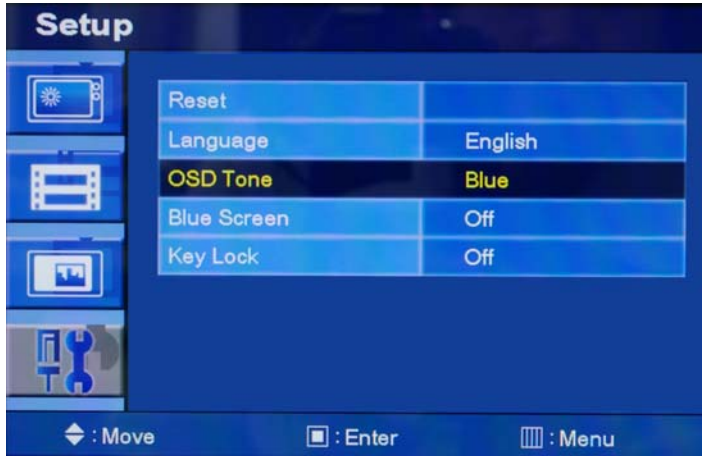 Setup
Reset
Language English
OSD Tone Blue
Blue Screen Off
Key Lock Off
: Move : Enter : Menu